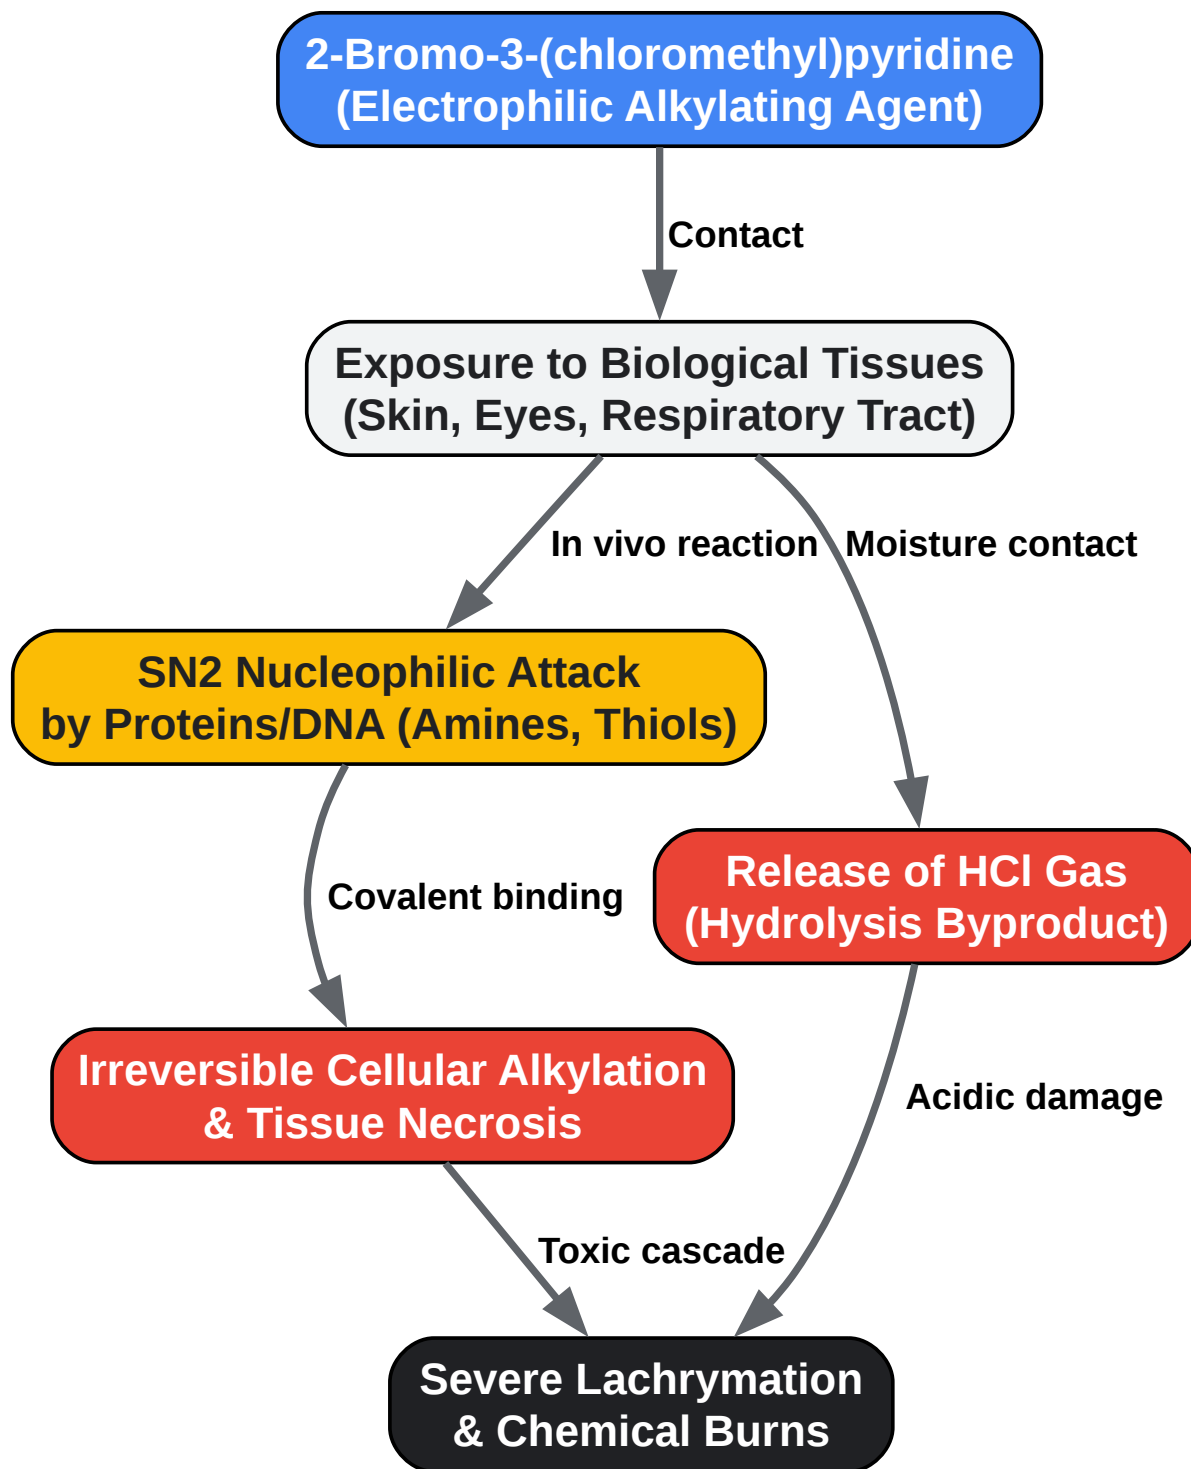 2-Bromo-3-(chloromethyl)pyridine
(Electrophilic Alkylating Agent)
Contact
Exposure to Biological Tissues
(Skin, Eyes, Respiratory Tract)
In vivo reaction
Moisture contact
SN2 Nucleophilic Attack
by Proteins/DNA (Amines, Thiols)
Release of HCl Gas
(Hydrolysis Byproduct)
Covalent binding
Irreversible Cellular Alkylation
& Tissue Necrosis
Acidic damage
Toxic cascade
Severe Lachrymation
& Chemical Burns